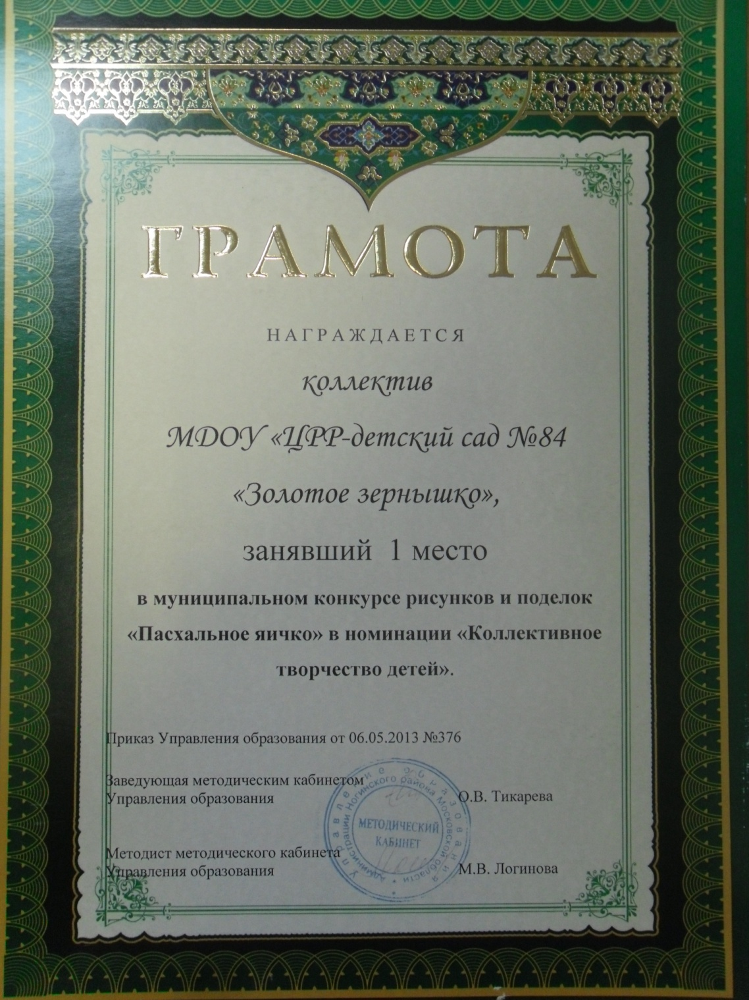 ГРАМОТА
НАГРАЖДАЕТСЯ
коллектив
МДОУ «ЦРР-детский сад №84
«Золотое зернышко»,
занявший 1 место
в муниципальном конкурсе рисунков и поделок
«Пасхальное яичко» в номинации «Коллективное
творчество детей».
Приказ Управления образования от 06.05.2013 №376
Заведующая методическим кабинетом
Управления образования
О.В. Тикарева
Управление образования
администрации Ногинского района Московской области
МЕТОДИЧЕСКИЙ
КАБИНЕТ
Методист методического кабинета
Управления образования
М.В. Логинова